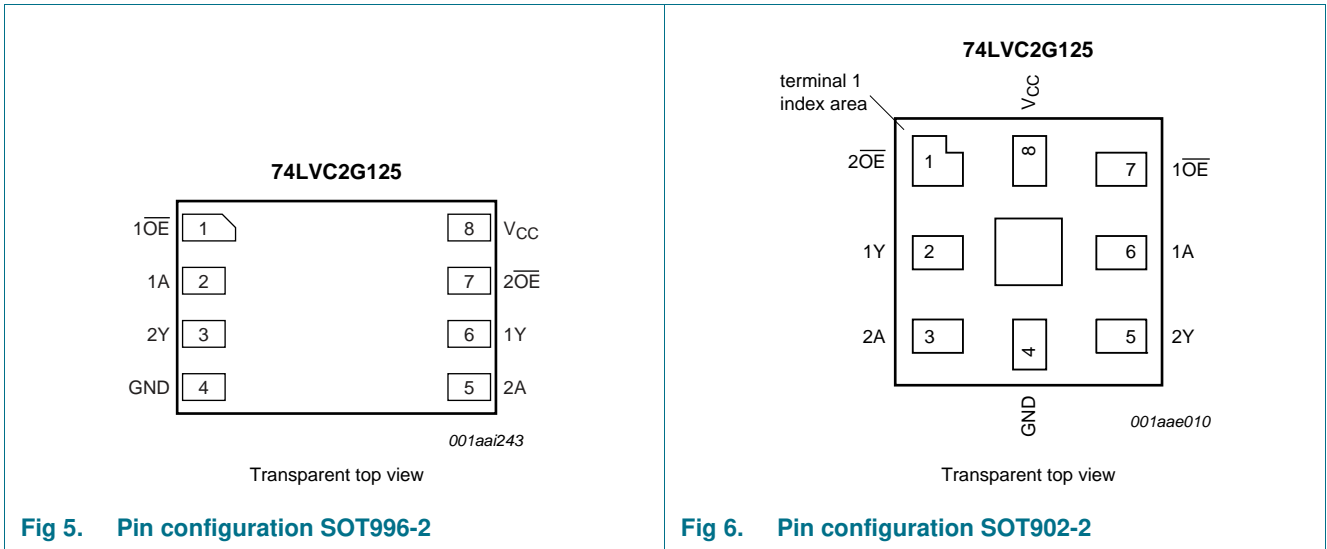 74LVC2G125
1OE 1
8 VCC
1A 2
7 2OE
2Y 3
6 1Y
GND 4
5 2A
001aai243
Transparent top view
Fig 5. Pin configuration SOT996-2
74LVC2G125
terminal 1
index area
VCC
2OE 1
8
7 1OE
1Y 2
6 1A
2A 3
4
5 2Y
GND
001aae010
Transparent top view
Fig 6. Pin configuration SOT902-2